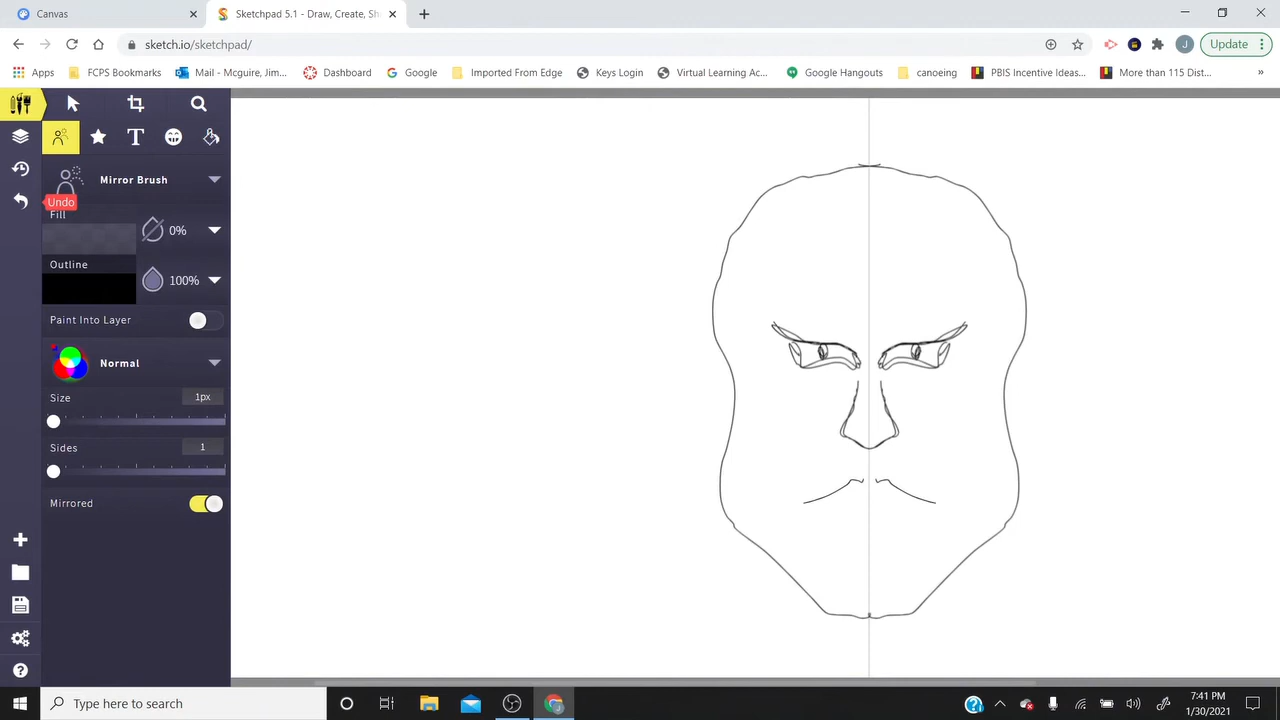 Canvas
Sketchpad 5.1 - Draw, Create, Sh
sketch.io/sketchpad/
J
Update
Apps
FCPS Bookmarks
Mail - Mcguire, Jim...
Dashboard
Google
Imported From Edge
Keys Login
Virtual Learning Ac...
Google Hangouts
canoeing
PBIS Incentive Ideas...
More than 115 Dist...
»
T
Mirror Brush
Undo
Fill
0%
Outline
100%
Paint Into Layer
Normal
Size
1px
Sides
1
Mirrored
Type here to search
7:41 PM
1/30/2021